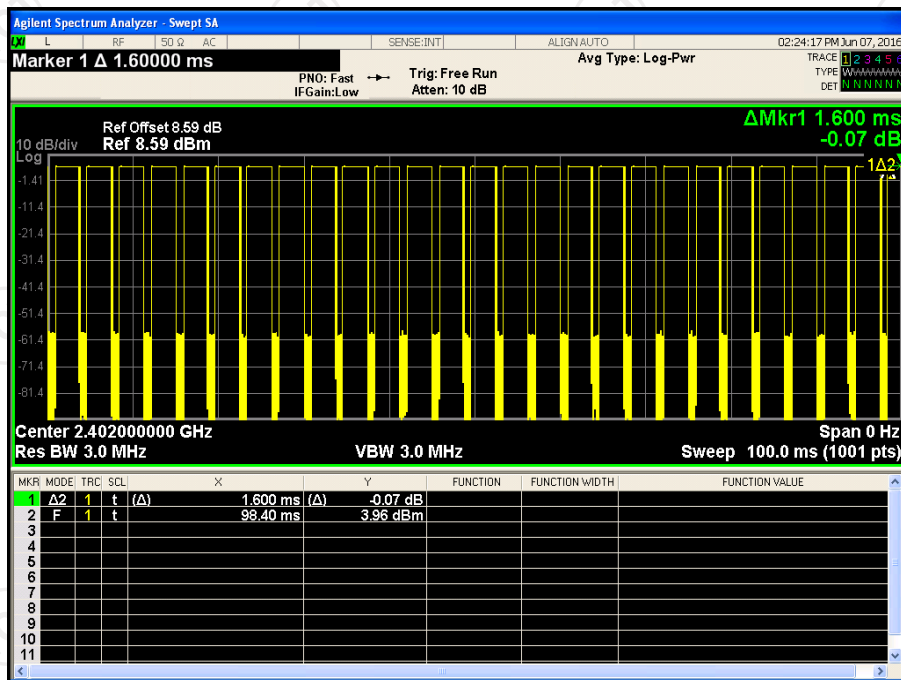 Agilent Spectrum Analyzer - Swept SA
LXI L RF 50 Ω AC SENSE:INT ALIGN AUTO 02:24:17 PM Jun 07, 2016
Marker 1 Δ 1.60000 ms
PNO: Fast
IFGain:Low
Trig: Free Run
Atten: 10 dB
Avg Type: Log-Pwr
TRACE 1 2 3 4 5 6
TYPE WWWWWW
DET N N N N N N
ΔMkr1 1.600 ms
-0.07 dB
Ref Offset 8.59 dB
10 dB/div Ref 8.59 dBm
Log
1Δ2
-1.41
-11.4
-21.4
-31.4
-41.4
-51.4
-61.4
-71.4
-81.4
Center 2.402000000 GHz Span 0 Hz
Res BW 3.0 MHz VBW 3.0 MHz Sweep 100.0 ms (1001 pts)
MKR MODE TRC SCL X Y FUNCTION FUNCTION WIDTH FUNCTION VALUE
1 Δ2 1 t (Δ) 1.600 ms (Δ) -0.07 dB
2 F 1 t 98.40 ms 3.96 dBm
3
4
5
6
7
8
9
10
11